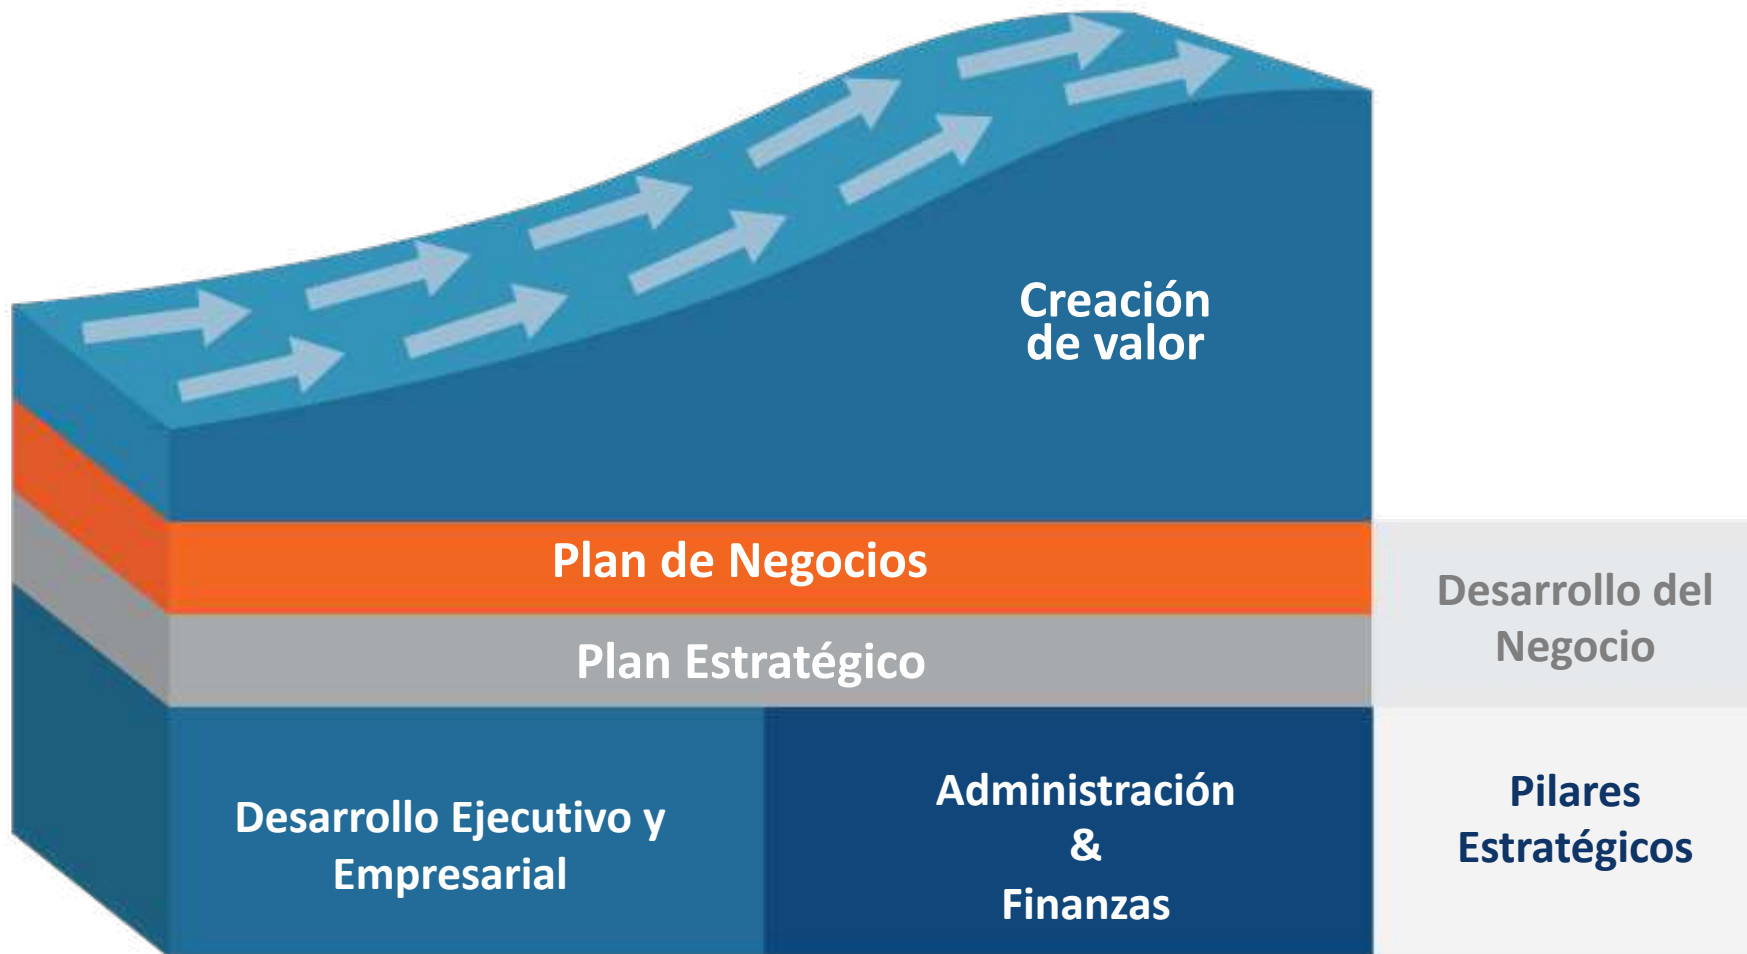 Creación
de valor
Plan de Negocios
Plan Estratégico
Desarrollo del
Negocio
Desarrollo Ejecutivo y
Empresarial
Administración
&
Finanzas
Pilares
Estratégicos